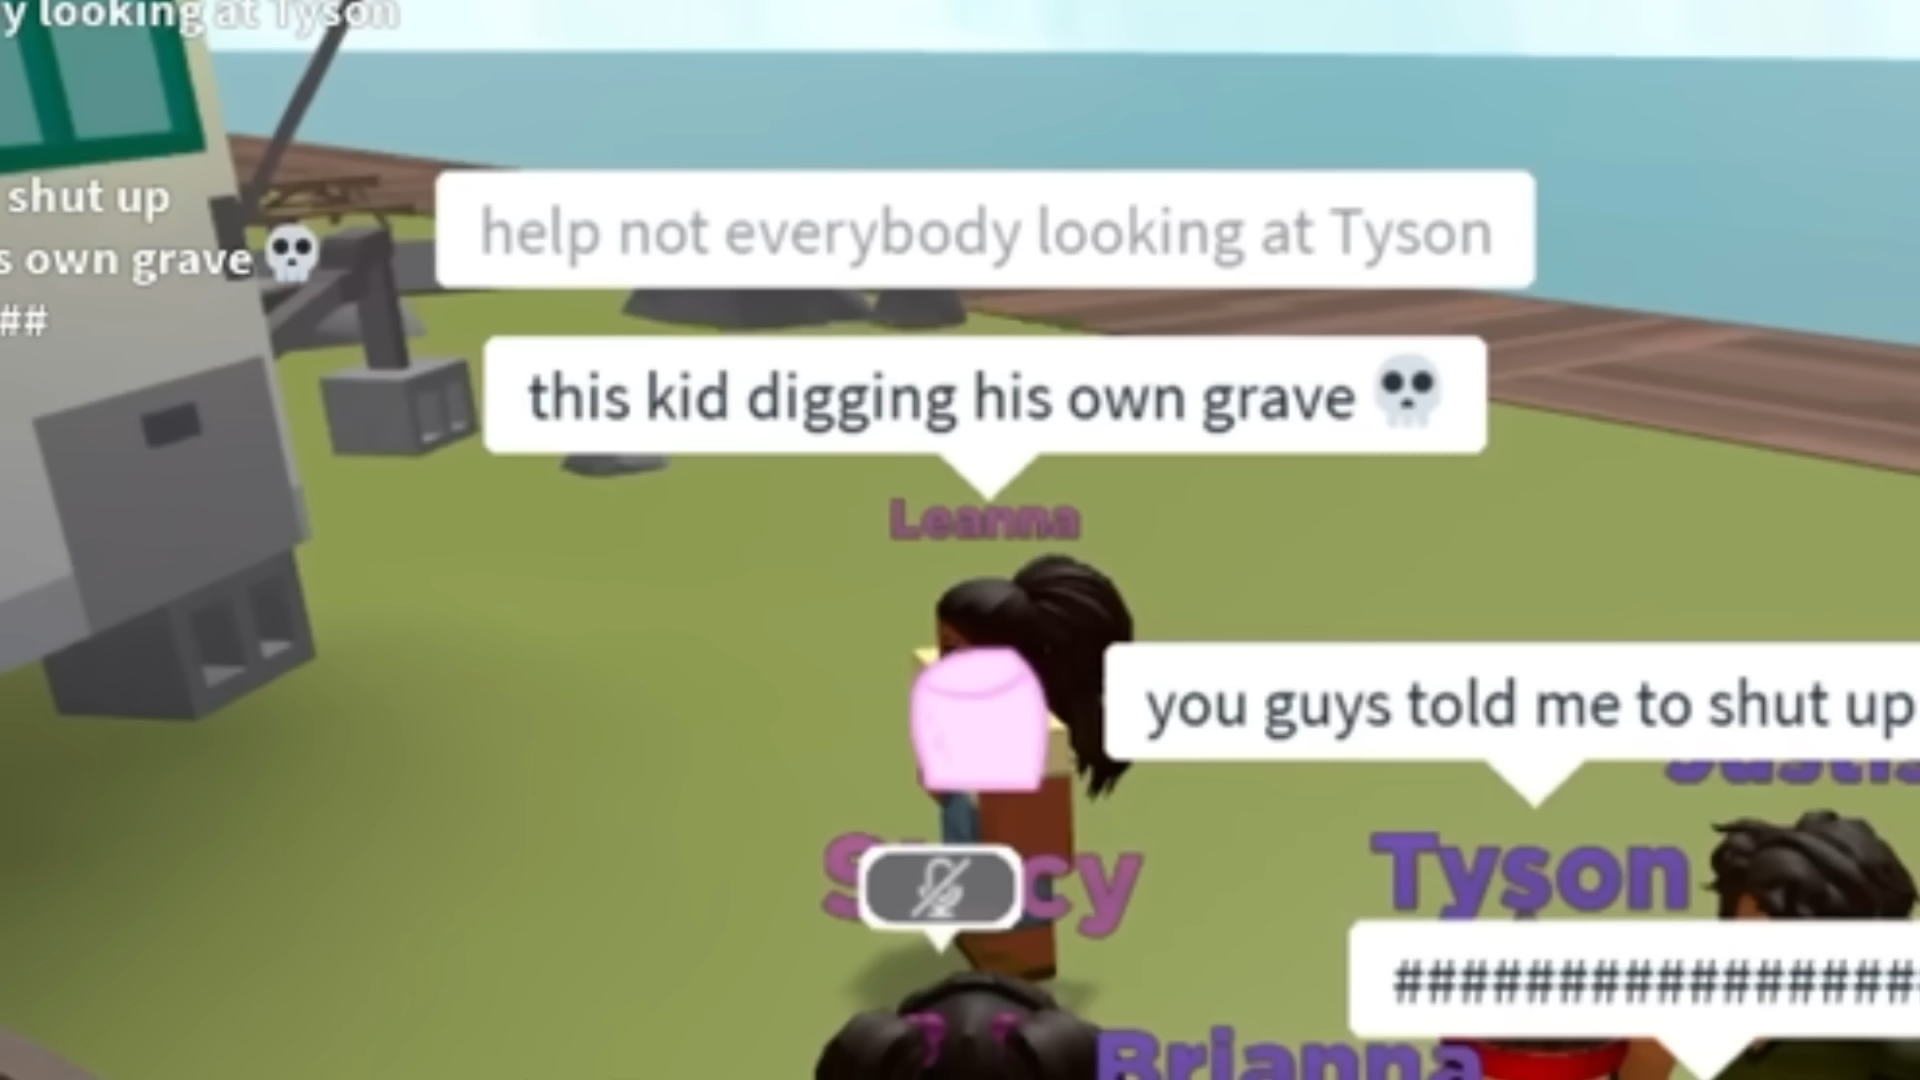 y looking at Tyson
shut up
s own grave 💀
##
help not everybody looking at Tyson
this kid digging his own grave 💀
Leanna
you guys told me to shut up
Tyson
################
Brianna